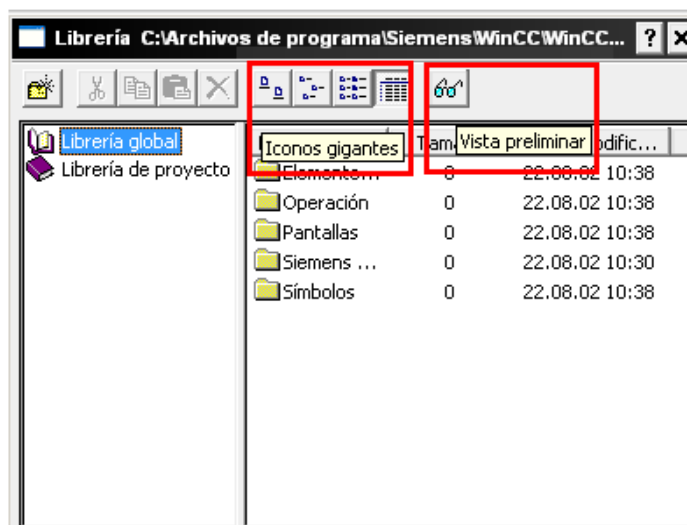 Librería C:\Archivos de programa\Siemens\WinCC\WinCC...
Iconos gigantes
Vista preliminar
Librería global
Librería de proyecto
Elemento... 0 22.08.02 10:38
Operación 0 22.08.02 10:38
Pantallas 0 22.08.02 10:38
Siemens ... 0 22.08.02 10:30
Símbolos 0 22.08.02 10:38